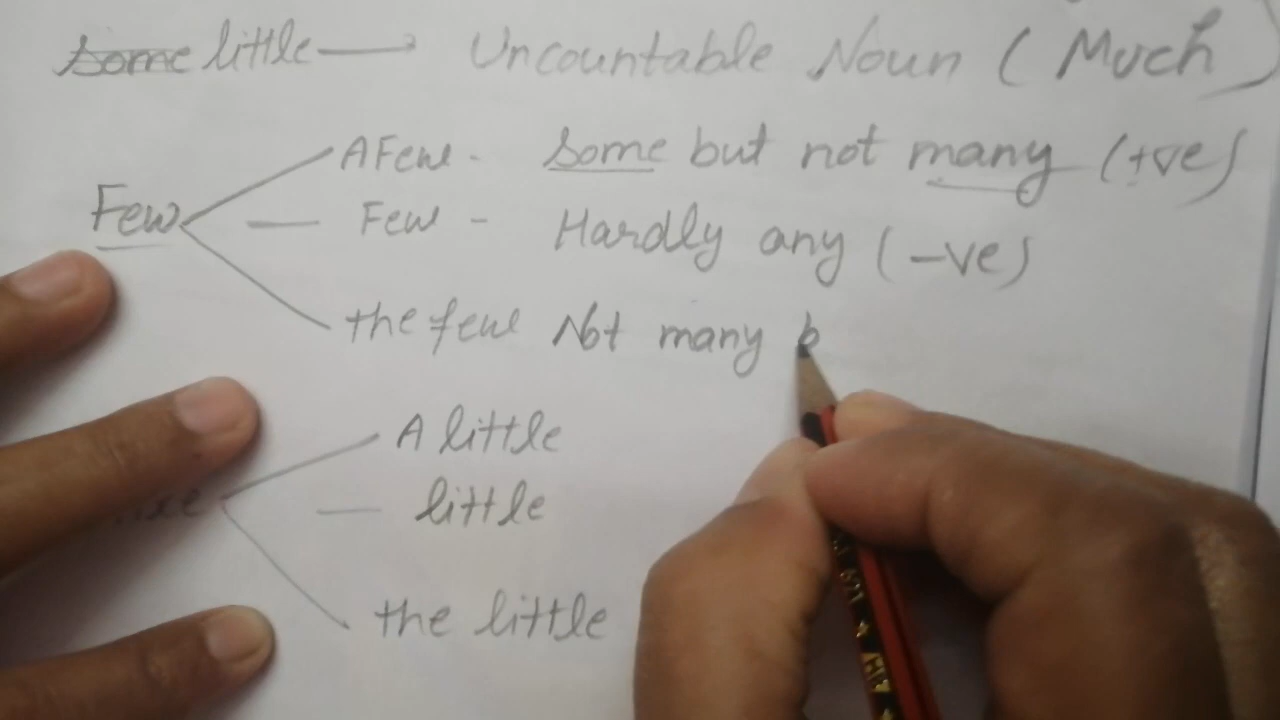 some little → Uncountable Noun (Much)
A Few - Some but not many (+ve)
Few — Few - Hardly any (-ve)
the few Not many b
A little
— little
the little